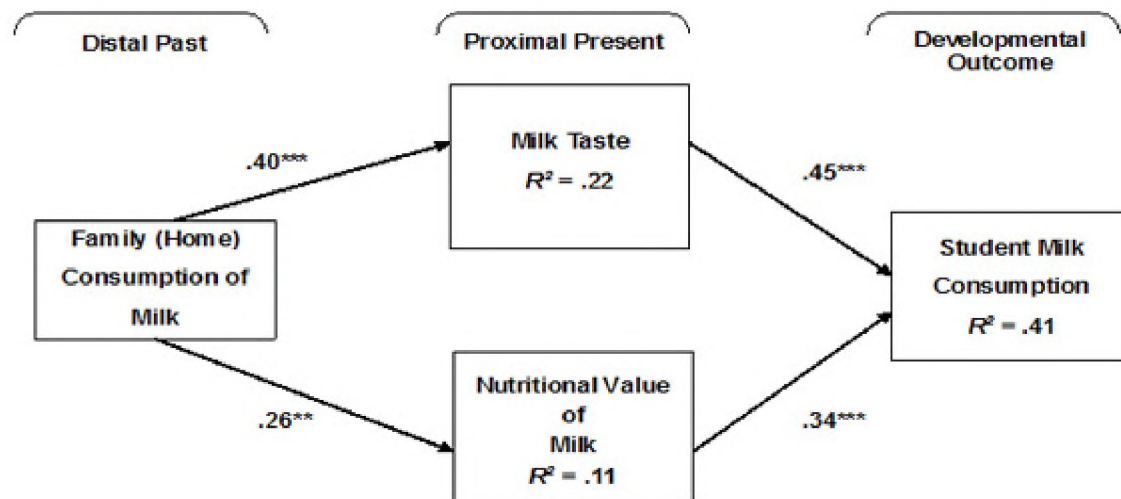 Distal Past
Proximal Present
Developmental
Outcome
Milk Taste
R² = .22
.40***
.45***
Family (Home)
Consumption of
Milk
Student Milk
Consumption
R² = .41
Nutritional Value
of
Milk
R² = .11
.26**
.34***